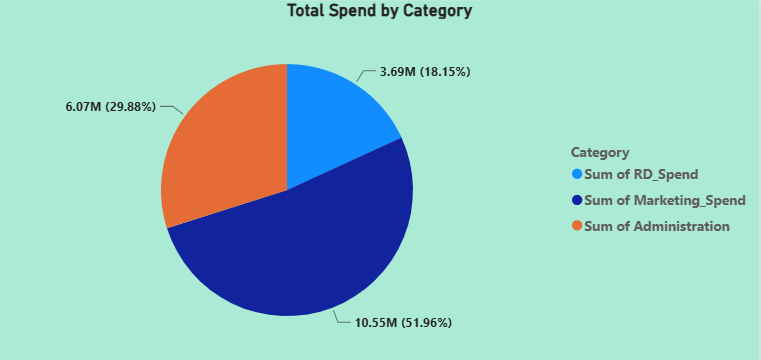 Total Spend by Category
3.69M (18.15%)
6.07M (29.88%)
10.55M (51.96%)
Category
Sum of RD_Spend
Sum of Marketing_Spend
Sum of Administration